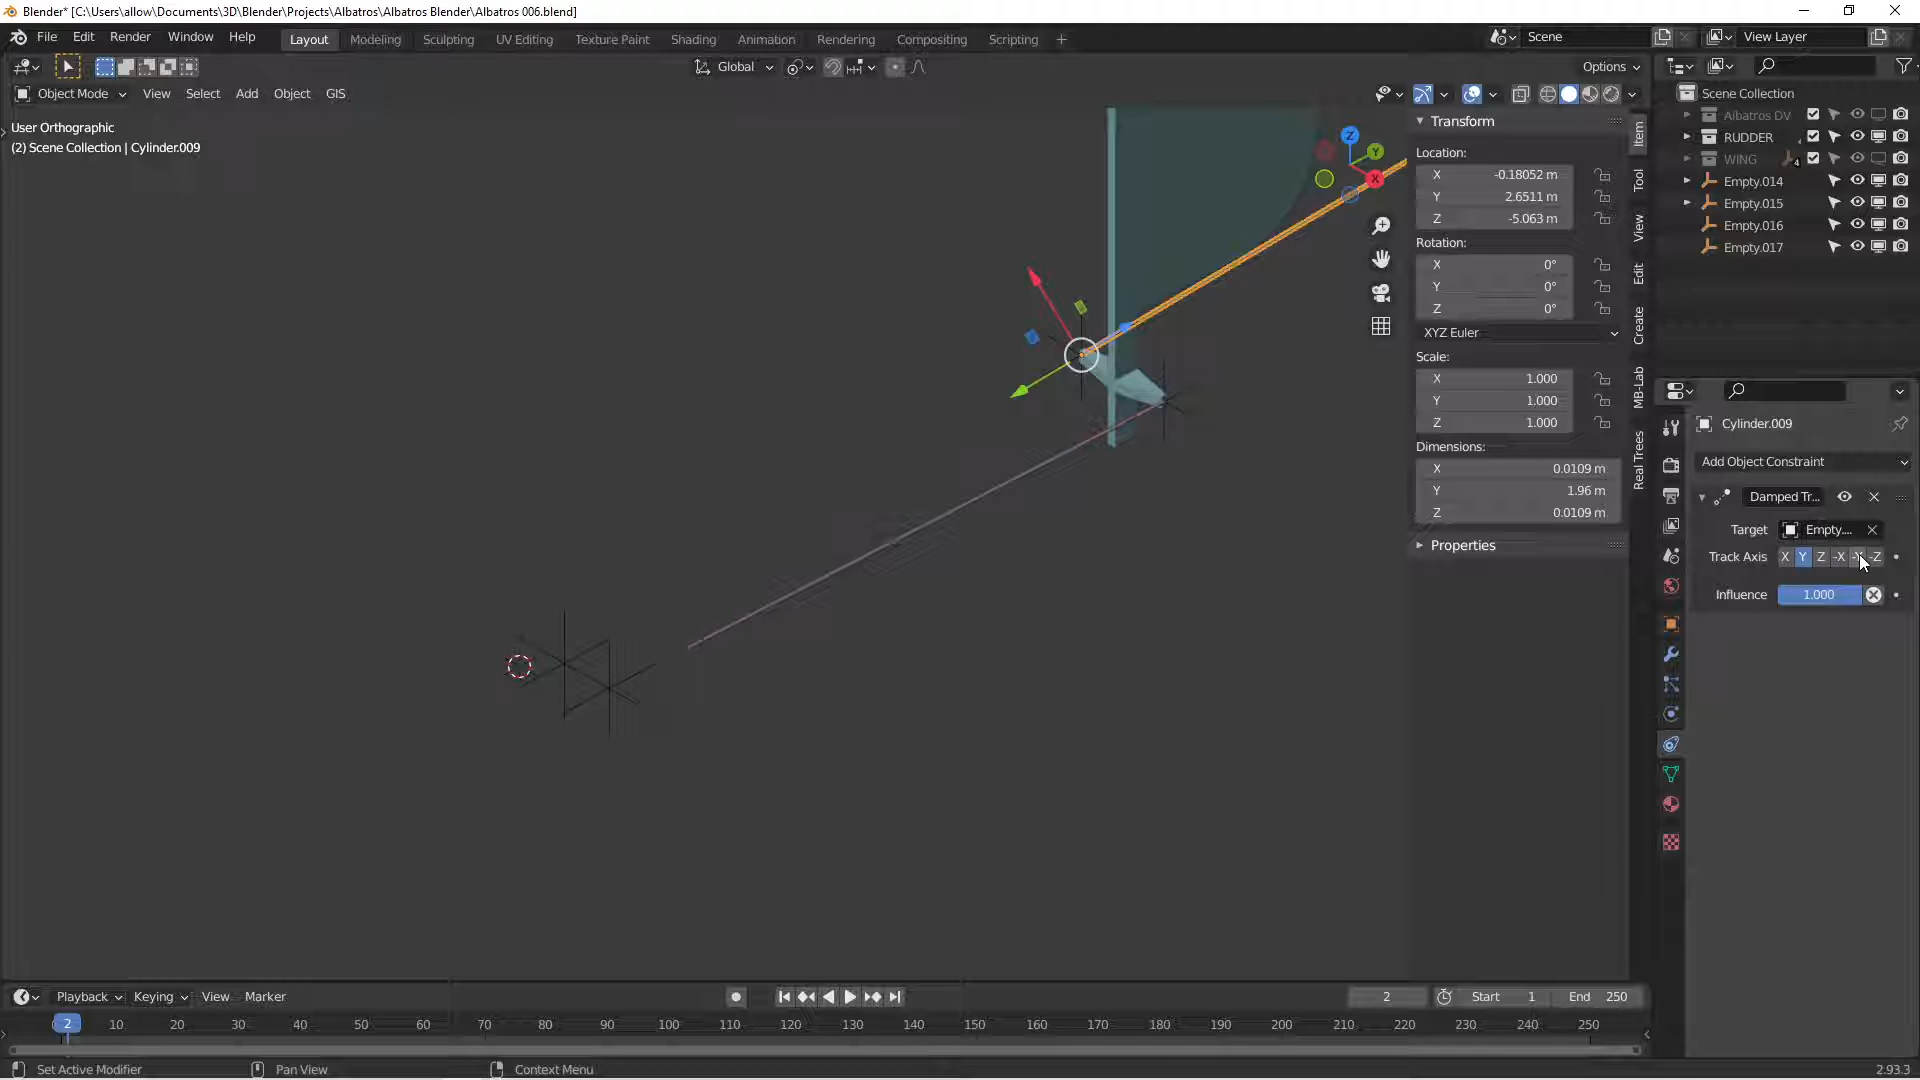 Blender* [C:\Users\allow\Documents\3D\Blender\Projects\Albatros\Albatros Blender\Albatros 006.blend]
File Edit Render Window Help Layout Modeling Sculpting UV Editing Texture Paint Shading Animation Rendering Compositing Scripting + Scene View Layer
Global Options
Object Mode View Select Add Object GIS
User Orthographic
(2) Scene Collection | Cylinder.009
Z
Y
X
Transform
Location:
X -0.18052 m
Y 2.6511 m
Z -5.063 m
Rotation:
X 0°
Y 0°
Z 0°
XYZ Euler
Scale:
X 1.000
Y 1.000
Z 1.000
Dimensions:
X 0.0109 m
Y 1.96 m
Z 0.0109 m
Properties
Item
Tool
View
Edit
Create
MB-Lab
Real Trees
Scene Collection
Albatros DV
RUDDER
WING 4
Empty.014
Empty.015
Empty.016
Empty.017
Cylinder.009
Add Object Constraint
Damped Tr...
Target Empty....
Track Axis X Y Z -X -Y -Z
Influence 1.000
Playback Keying View Marker 2 Start 1 End 250
2 10 20 30 40 50 60 70 80 90 100 110 120 130 140 150 160 170 180 190 200 210 220 230 240 250
Set Active Modifier Pan View Context Menu 2.93.3